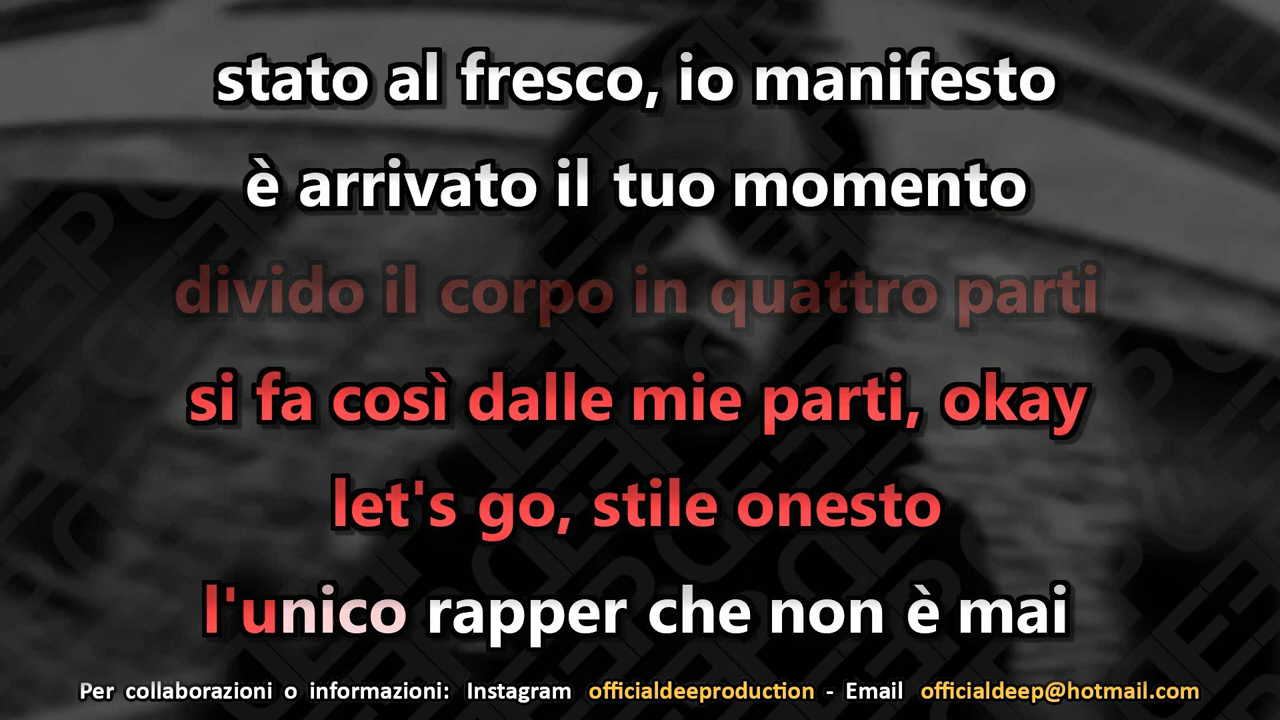 stato al fresco, io manifesto
è arrivato il tuo momento
divido il corpo in quattro parti
si fa così dalle mie parti, okay
let's go, stile onesto
l'unico rapper che non è mai
Per collaborazioni o informazioni: Instagram officialdeeproduction - Email officialdeep@hotmail.com